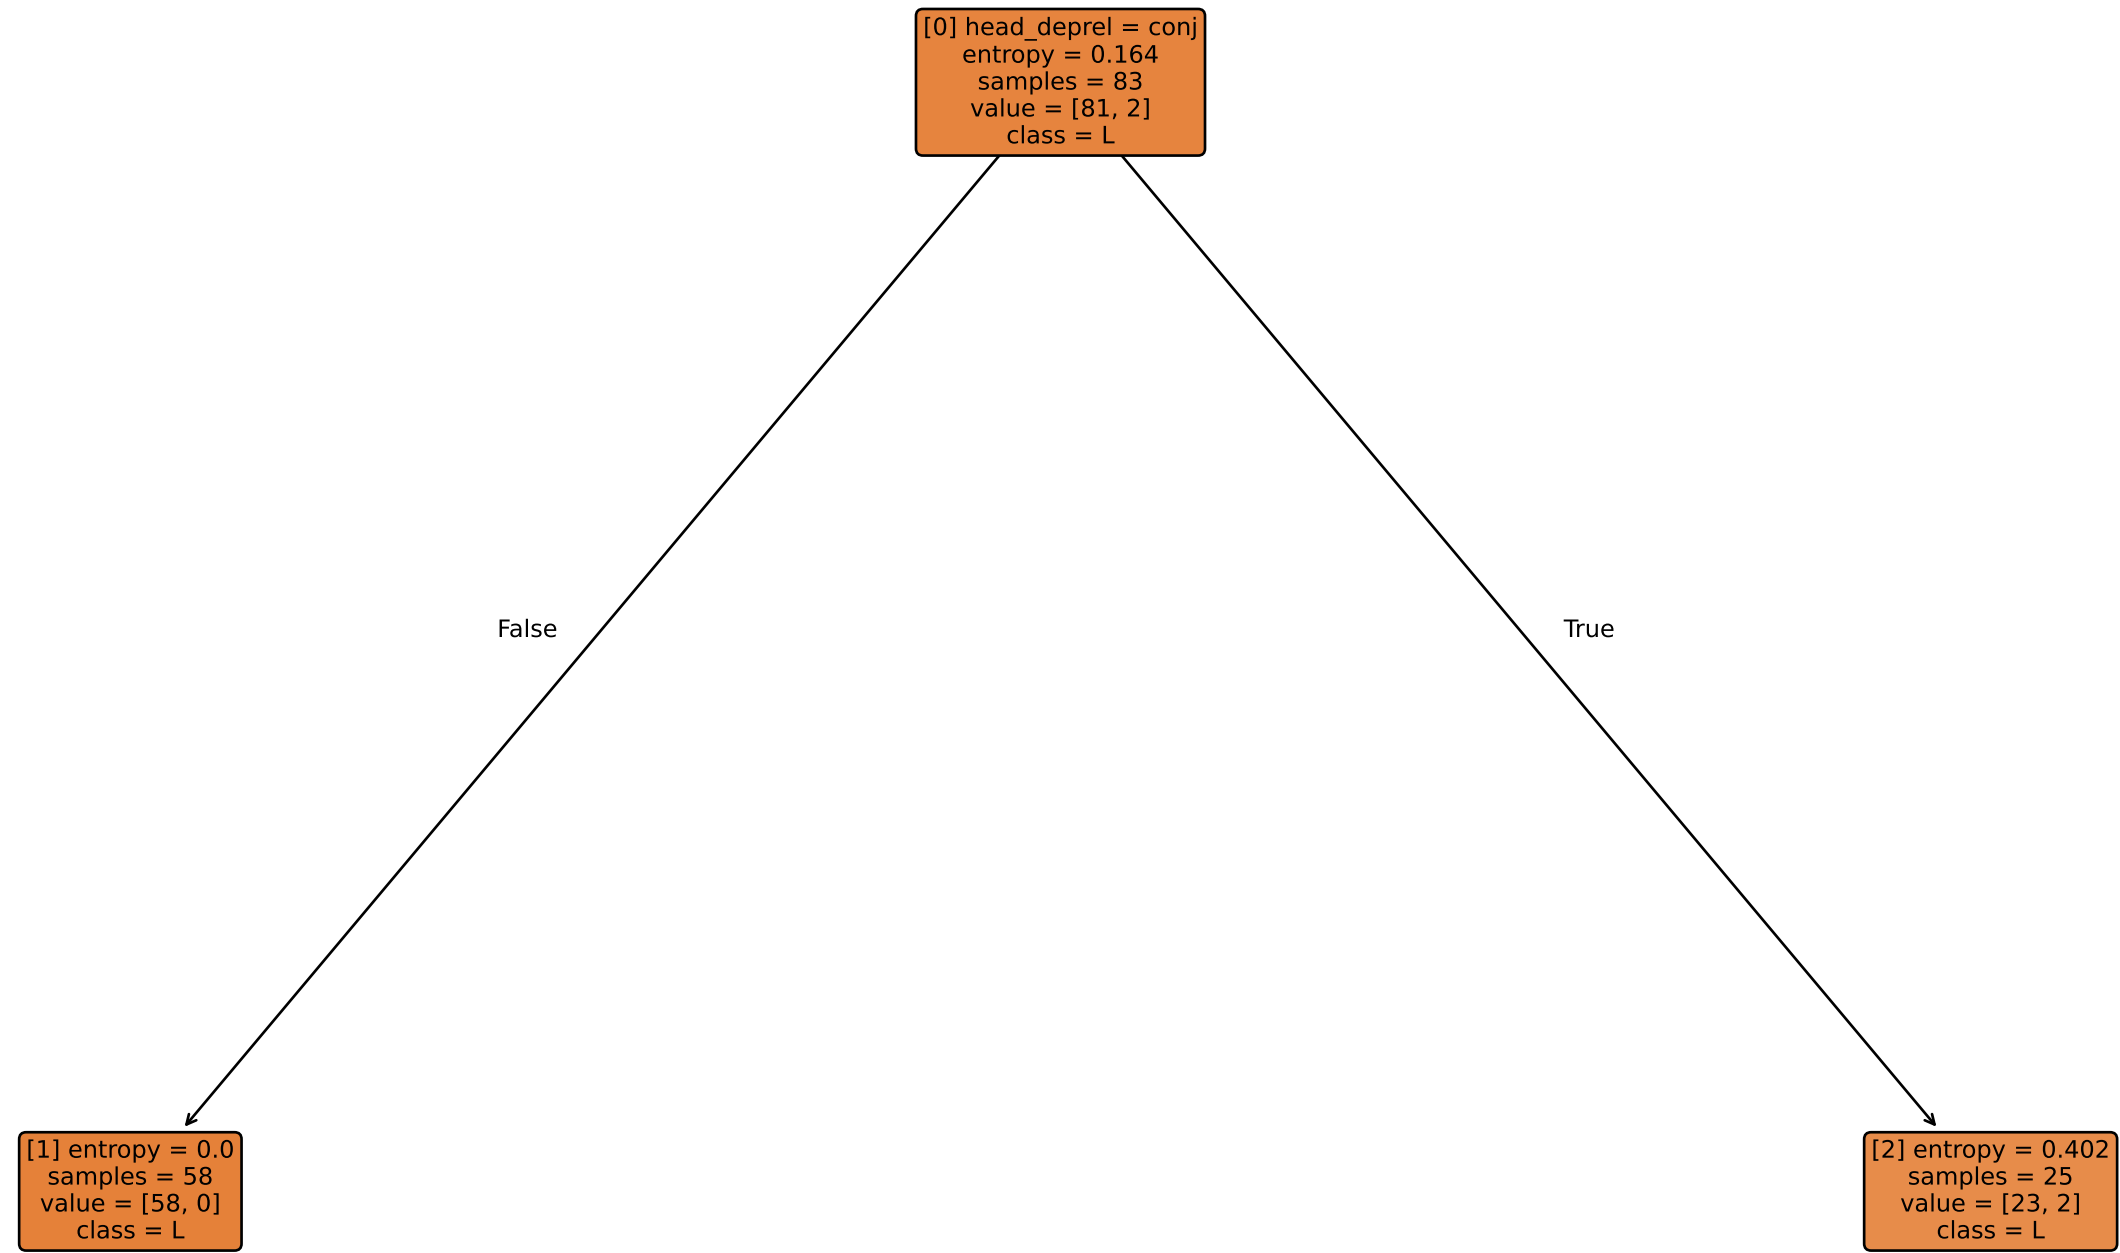 [0] head_deprel = conj
entropy = 0.164
samples = 83
value = [81, 2]
class = L
False
True
[1] entropy = 0.0
samples = 58
value = [58, 0]
class = L
[2] entropy = 0.402
samples = 25
value = [23, 2]
class = L